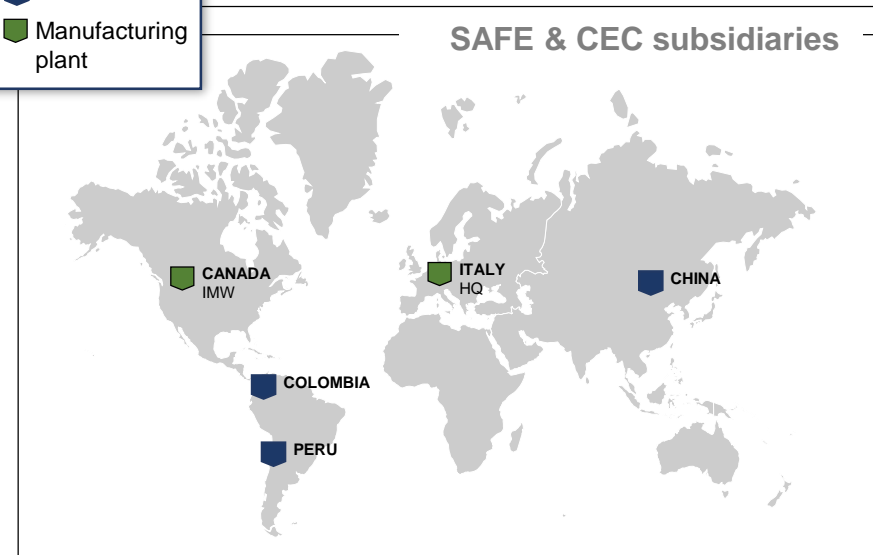 Manufacturing
plant
SAFE & CEC subsidiaries
CANADA
IMW
ITALY
HQ
CHINA
COLOMBIA
PERU